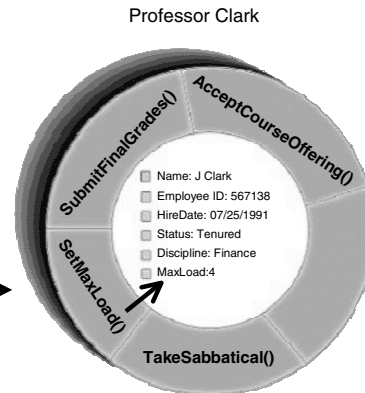 Professor Clark
SubmitFinalGrades()
AcceptCourseOffering()
Name: J Clark
Employee ID: 567138
HireDate: 07/25/1991
Status: Tenured
Discipline: Finance
MaxLoad:4
SetMaxLoad()
TakeSabbatical()